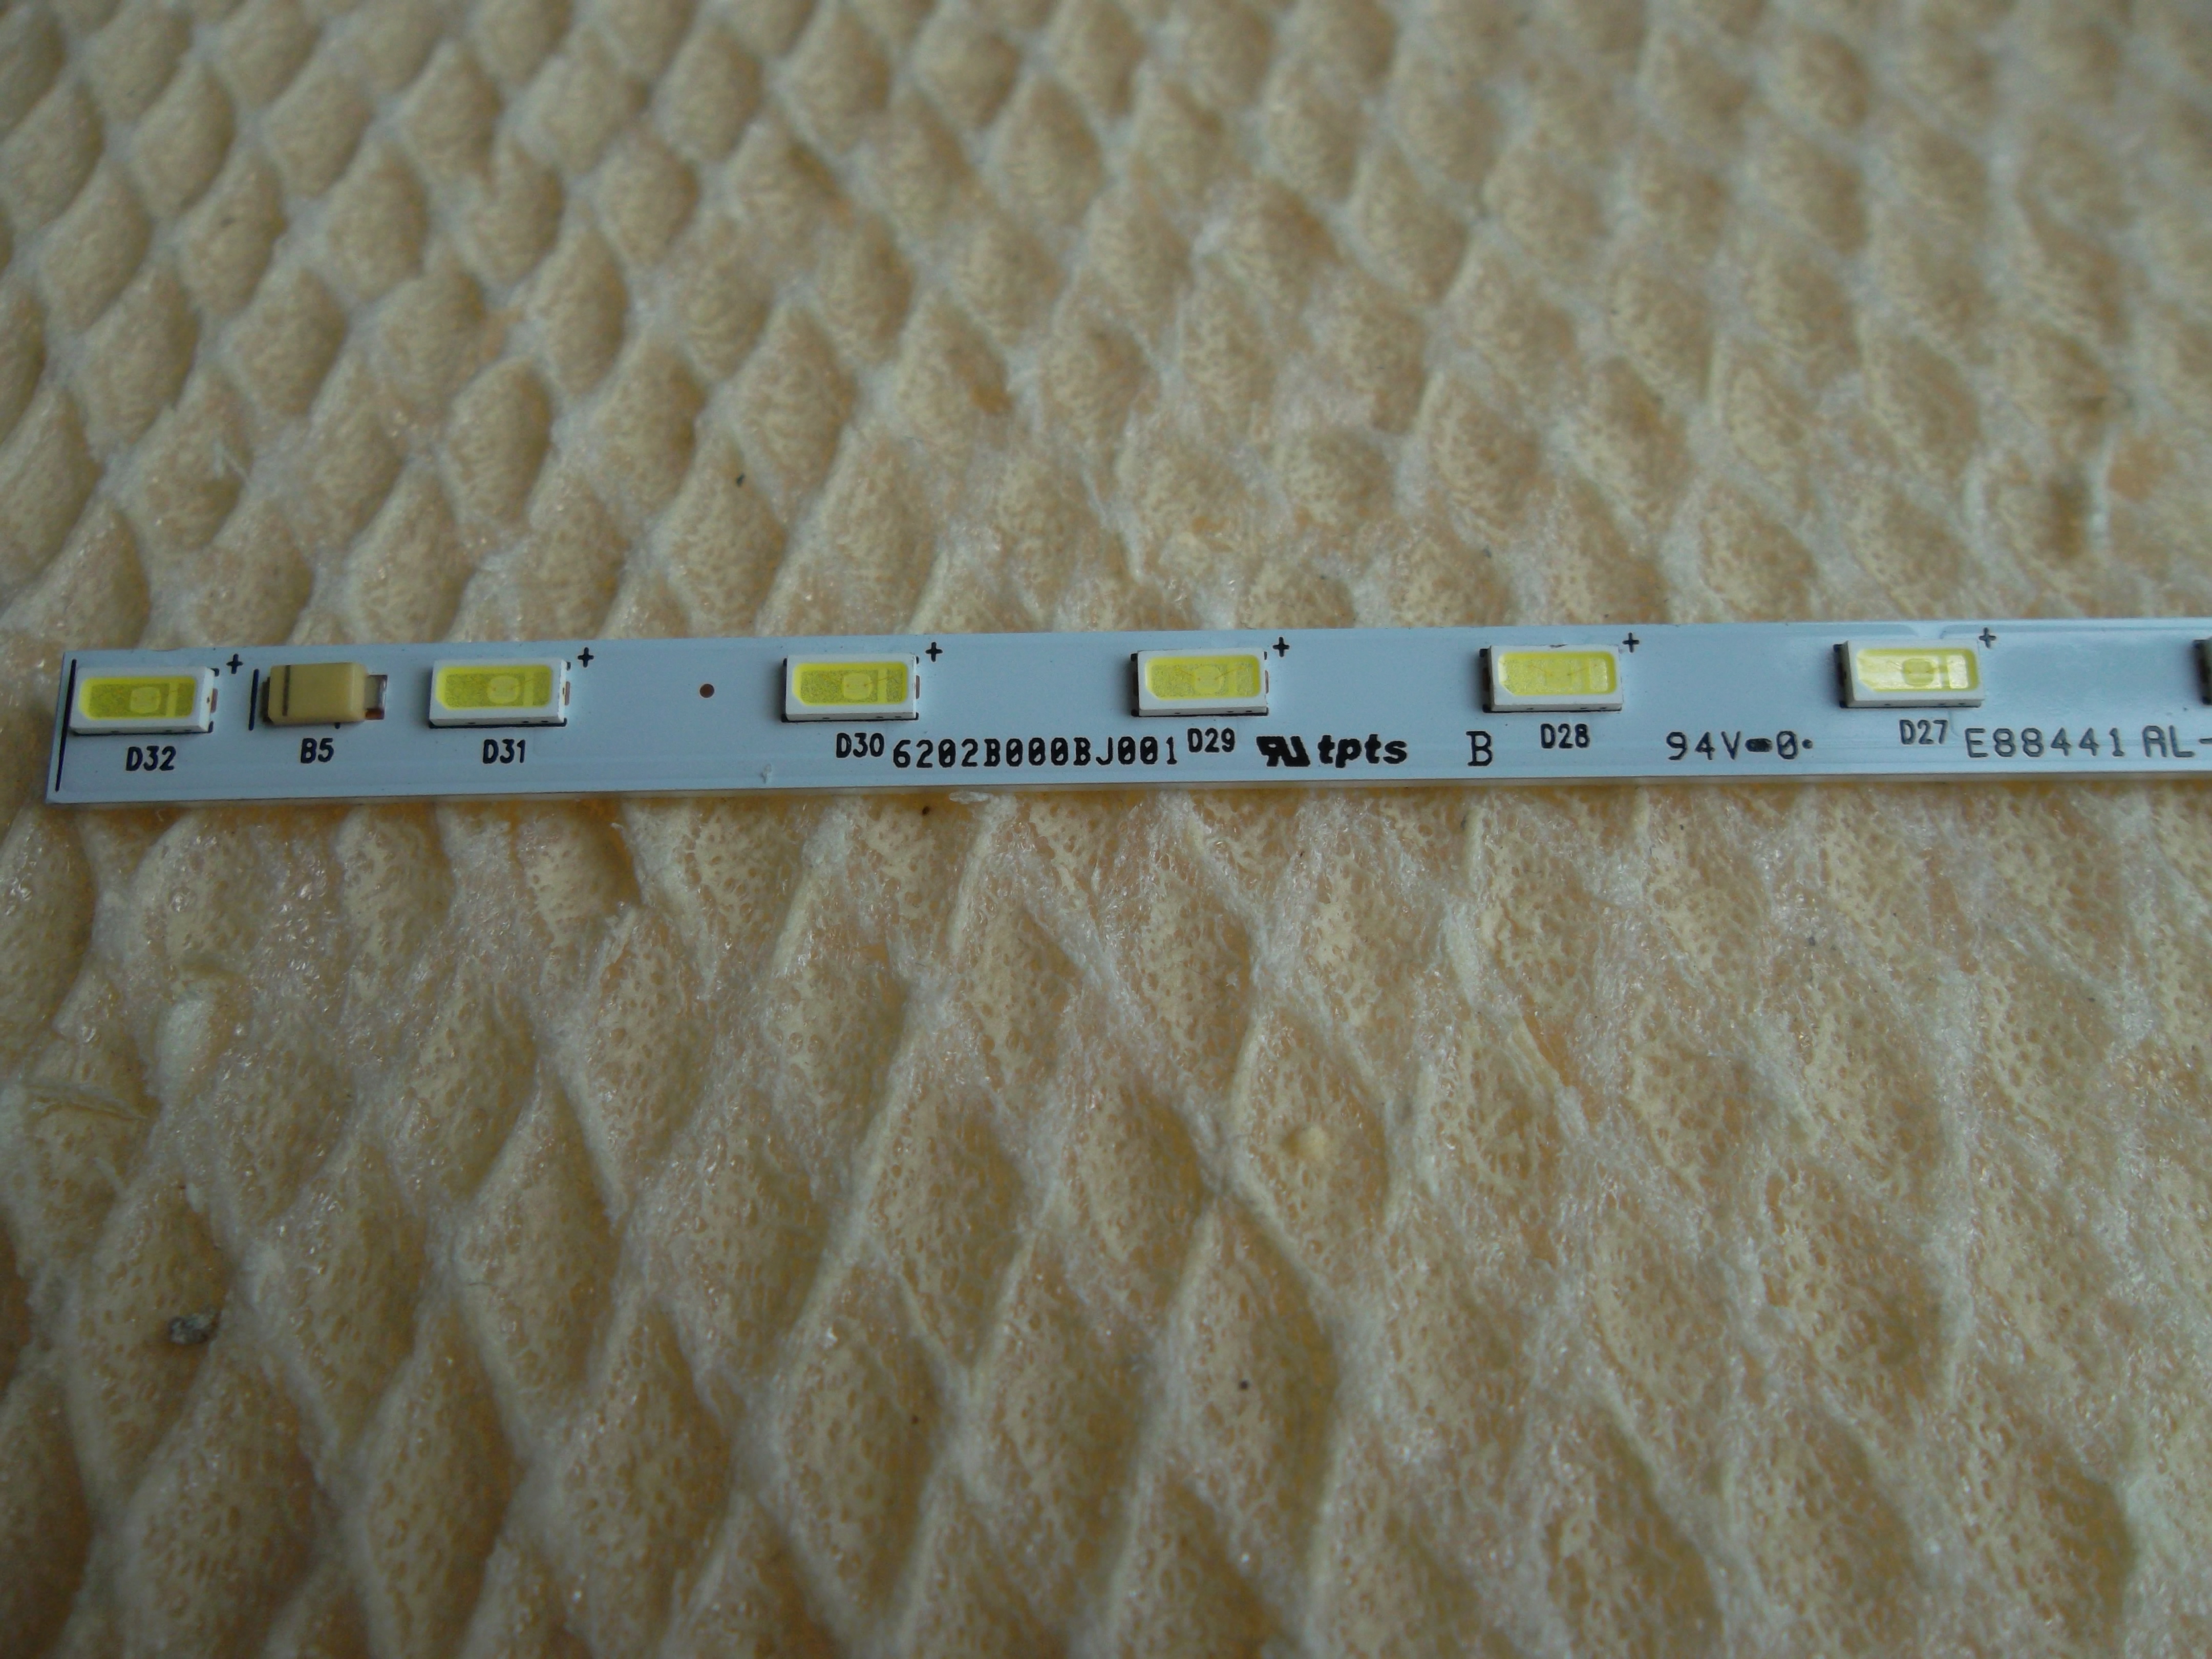 + + + + + +
D32 B5 D31 D30 6202B000BJ001 D29 tpts B D28 94V-0 D27 E88441 AL-